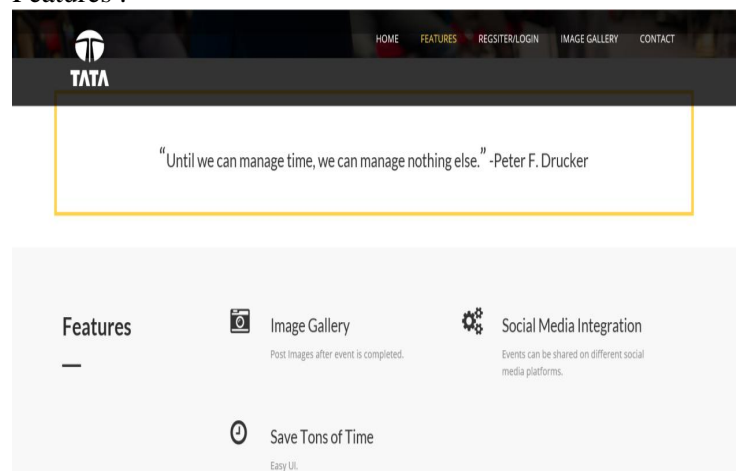 Features :
HOME FEATURES REGSITER/LOGIN IMAGE GALLERY CONTACT
TATA
“Until we can manage time, we can manage nothing else.” -Peter F. Drucker
Features
Image Gallery
Post Images after event is completed.
Social Media Integration
Events can be shared on different social
media platforms.
Save Tons of Time
Easy UI.